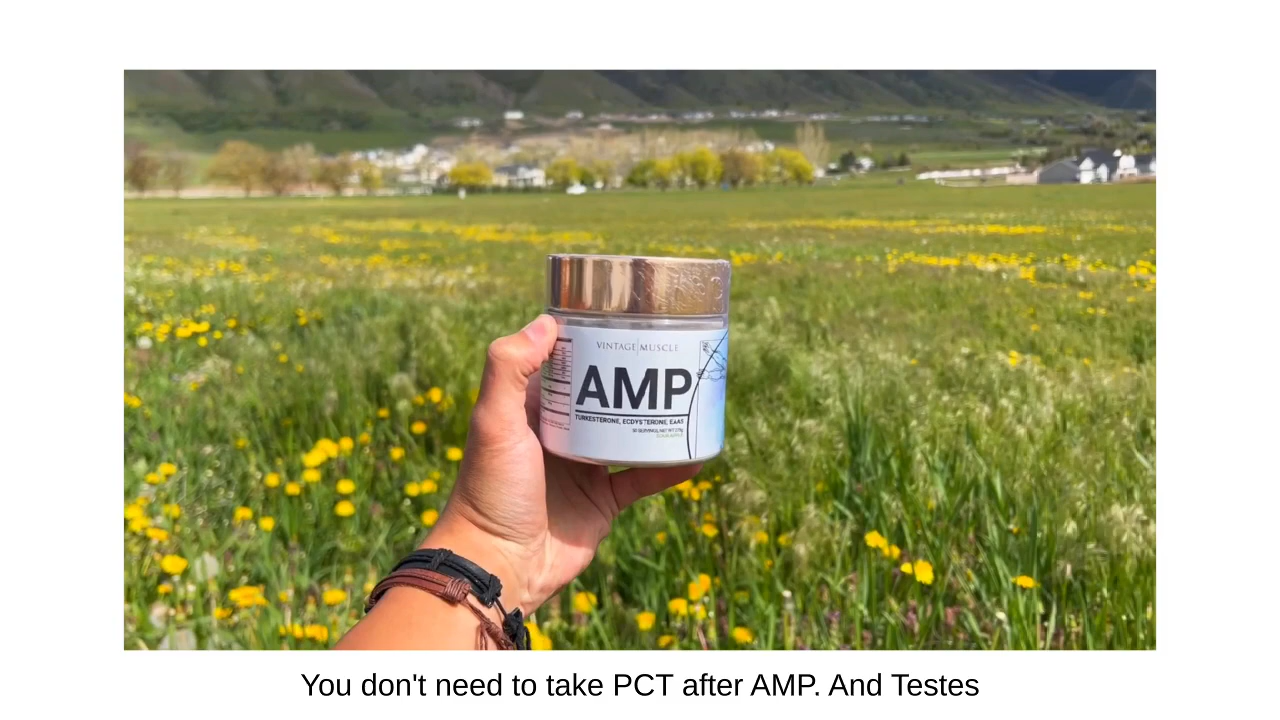 VINTAGE MUSCLE
AMP
TURKESTERONE, ECDYSTERONE, EAAS
You don't need to take PCT after AMP. And Testes